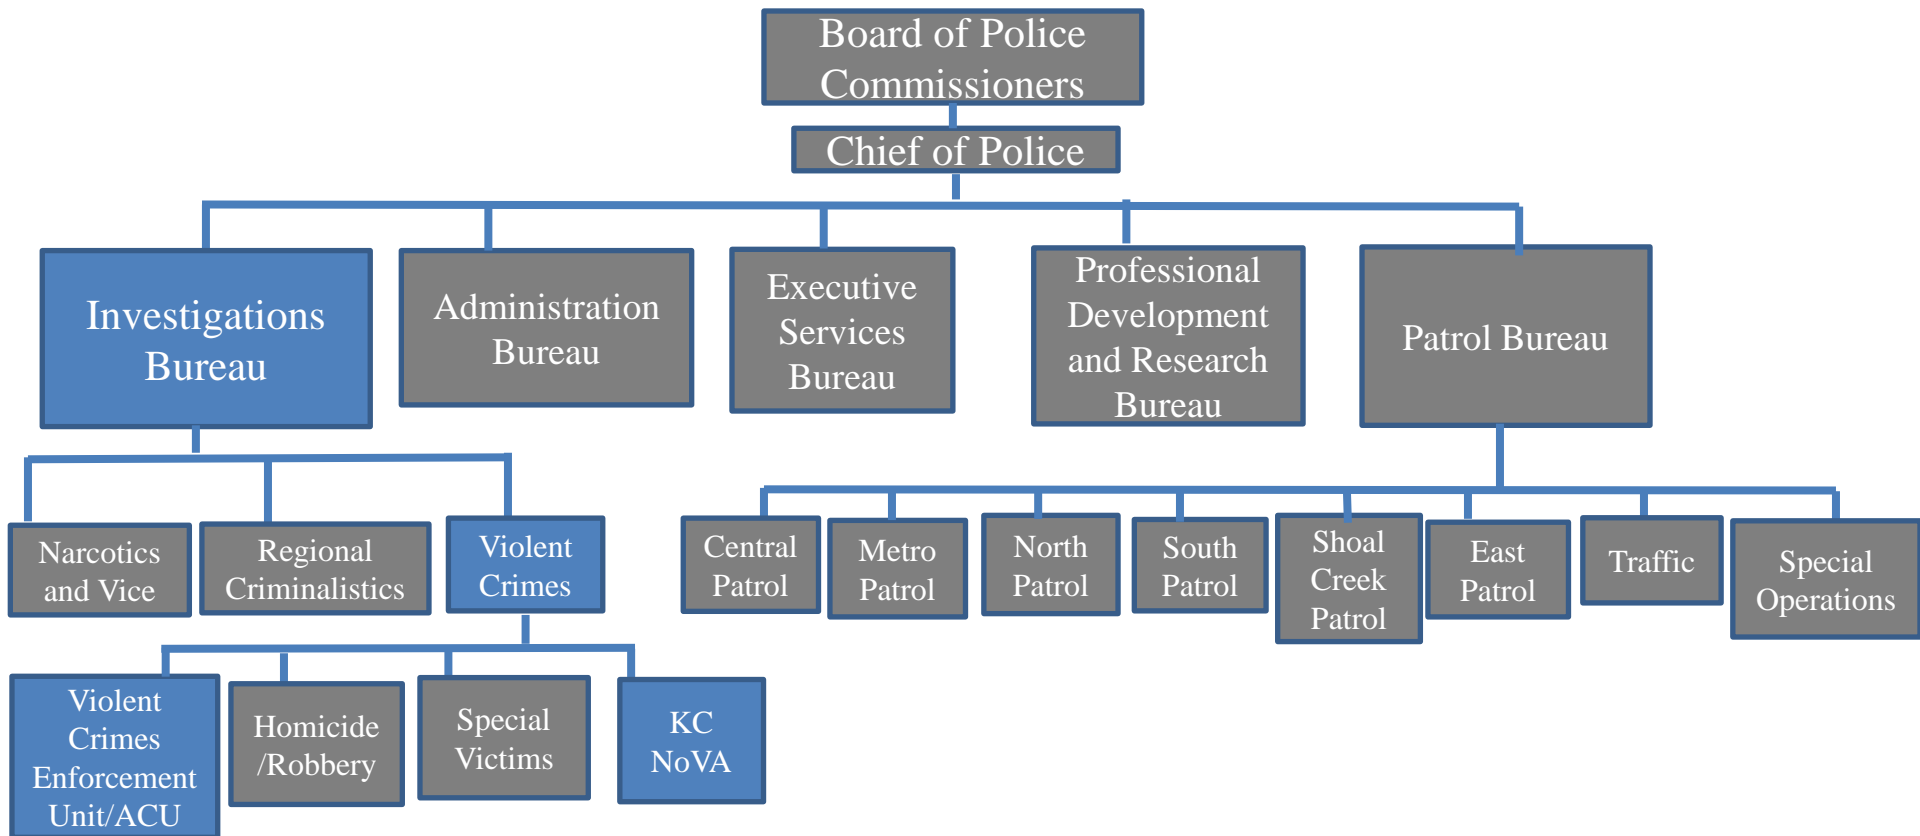 Board of Police
Commissioners
Chief of Police
Investigations
Bureau
Administration
Bureau
Executive
Services
Bureau
Professional
Development
and Research
Bureau
Patrol Bureau
Narcotics
and Vice
Regional
Criminalistics
Violent
Crimes
Central
Patrol
Metro
Patrol
North
Patrol
South
Patrol
Shoal
Creek
Patrol
East
Patrol
Traffic
Special
Operations
Violent
Crimes
Enforcement
Unit/ACU
Homicide
/Robbery
Special
Victims
KC
NoVA